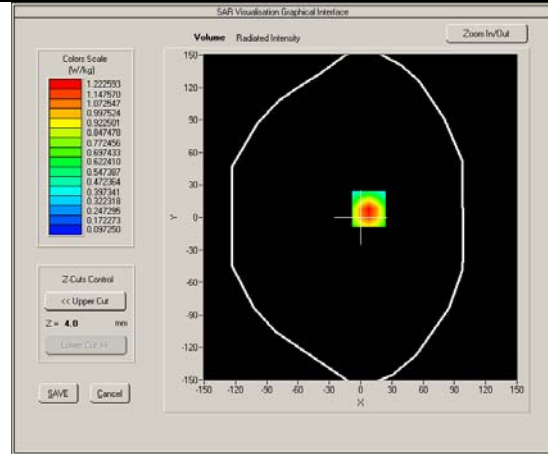 SAR Visualisation Graphical Interface
Volume Radiated Intensity
Zoom In/Out
Colors Scale
(W/kg)
1.222593
1.147570
1.072547
0.997524
0.922501
0.847478
0.772456
0.697433
0.622410
0.547387
0.472364
0.397341
0.322318
0.247295
0.172273
0.097250
Z-Cuts Control
<< Upper Cut
Z = 4.0 mm
Lower Cut >>
SAVE Cancel
150
120
90
60
30
0
-30
-60
-90
-120
-150
Y
-150 -120 -90 -60 -30 0 30 60 90 120 150
X